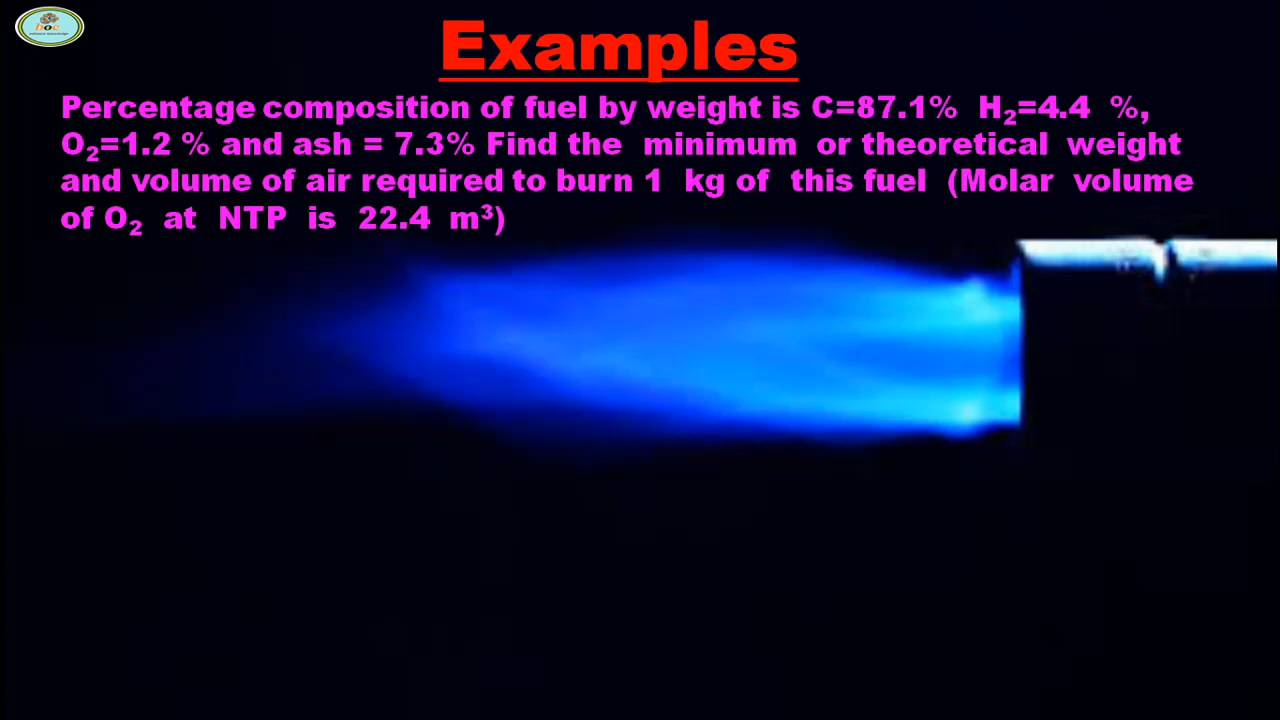 Examples
Percentage composition of fuel by weight is C=87.1% H₂=4.4 %,
O₂=1.2 % and ash = 7.3% Find the minimum or theoretical weight
and volume of air required to burn 1 kg of this fuel (Molar volume
of O₂ at NTP is 22.4 m³)